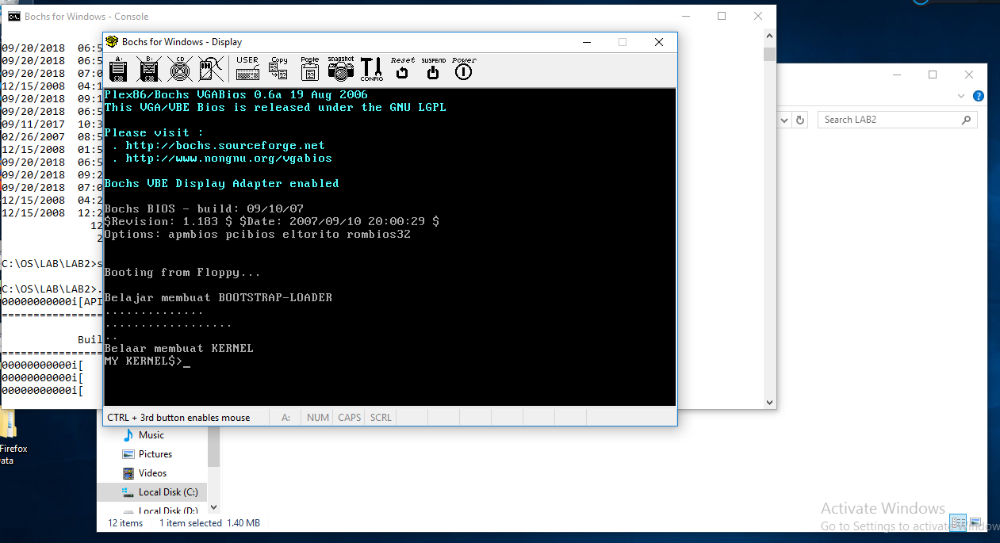 Bochs for Windows - Console
09/20/2018 06:5
09/20/2018 06:5
09/20/2018 07:0
12/15/2008 04:1
09/20/2018 09:1
09/20/2018 06:5
09/11/2017 10:3
02/26/2007 08:5
12/15/2008 01:5
09/20/2018 06:5
09/20/2018 09:2
09/20/2018 07:0
12/15/2008 04:2
12/15/2008 12:2
12
2
C:\OS\LAB\LAB2>s
C:\OS\LAB\LAB2>.
00000000000i[API
=================
Buil
=================
00000000000i[
00000000000i[
00000000000i[
Bochs for Windows - Display
A: B: CD USER Copy Paste snapshot CONFIG Reset SUSPEND Power
Plex86/Bochs VGABios 0.6a 19 Aug 2006
This VGA/VBE Bios is released under the GNU LGPL
Please visit :
. http://bochs.sourceforge.net
. http://www.nongnu.org/vgabios
Bochs VBE Display Adapter enabled
Bochs BIOS - build: 09/10/07
$Revision: 1.183 $ $Date: 2007/09/10 20:00:29 $
Options: apmbios pcibios eltorito rombios32
Booting from Floppy...
Belajar membuat BOOTSTRAP-LOADER
..............
..................
..
Belaar membuat KERNEL
MY KERNEL$>_
CTRL + 3rd button enables mouse A: NUM CAPS SCRL
Search LAB2
Firefox
ata
Music
Pictures
Videos
Local Disk (C:)
Local Disk (D:)
12 items 1 item selected 1.40 MB
Activate Windows
Go to Settings to activate Window